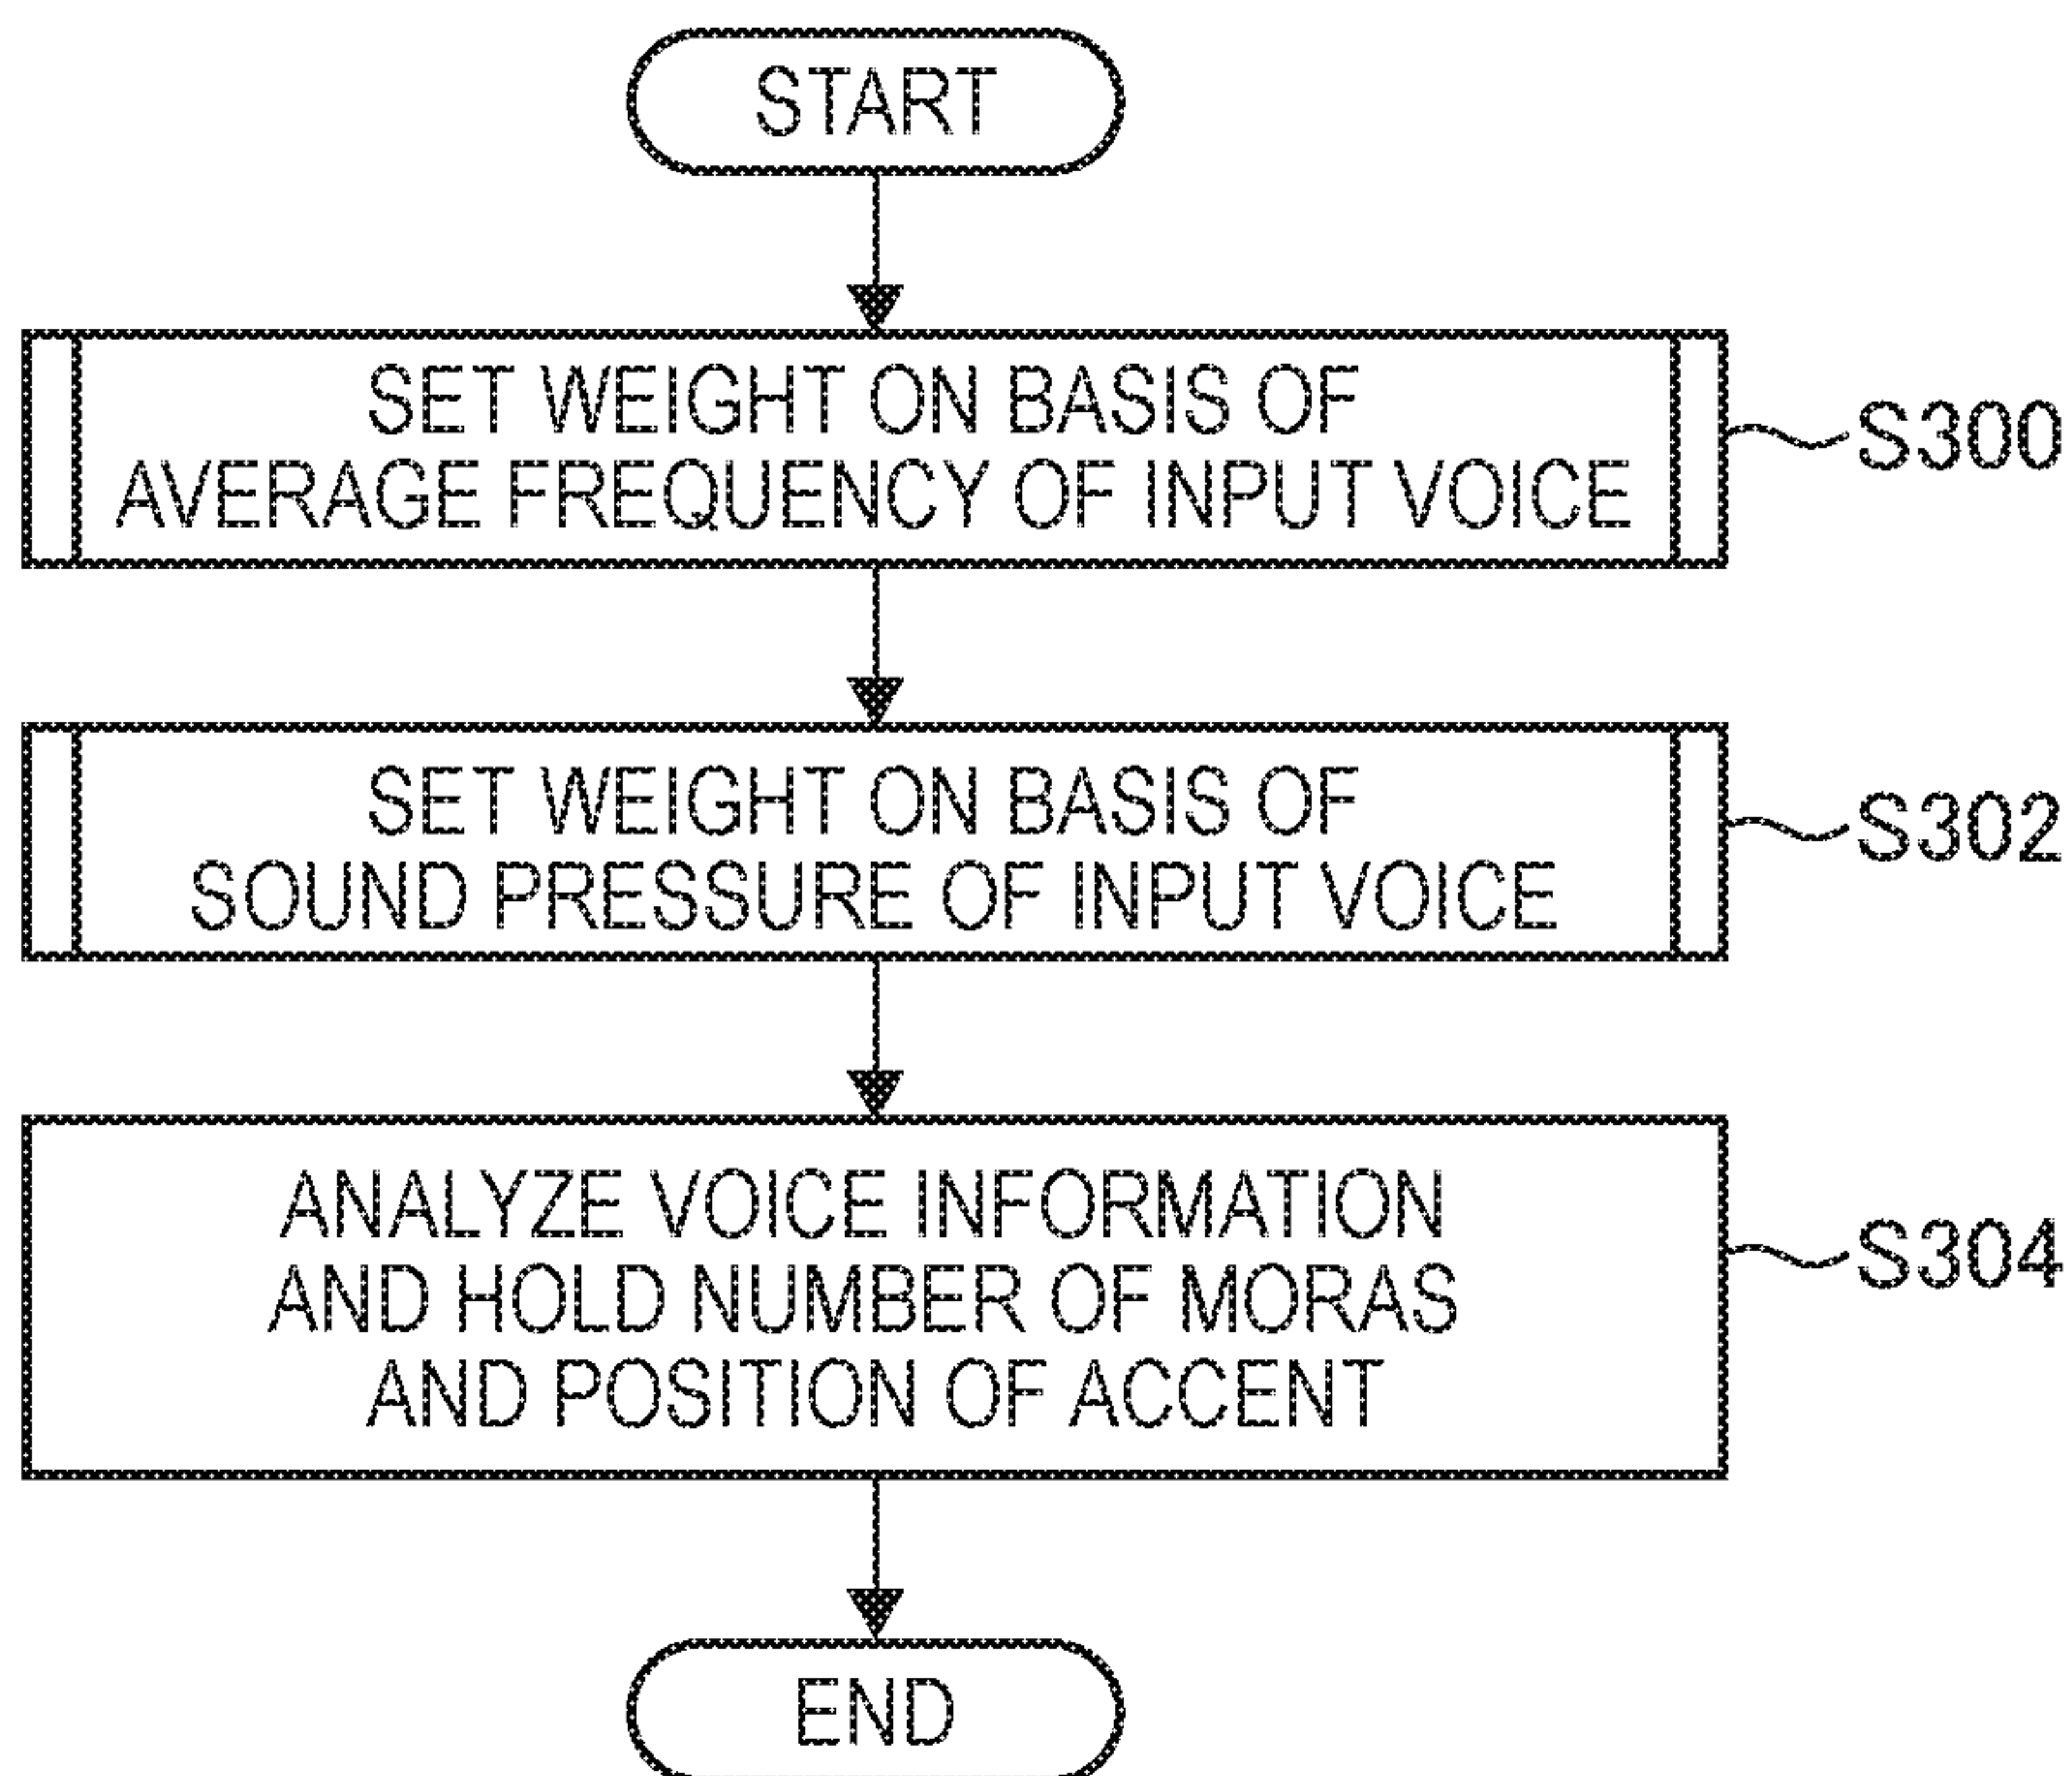 START
SET WEIGHT ON BASIS OF
AVERAGE FREQUENCY OF INPUT VOICE
S300
SET WEIGHT ON BASIS OF
SOUND PRESSURE OF INPUT VOICE
S302
ANALYZE VOICE INFORMATION
AND HOLD NUMBER OF MORAS
AND POSITION OF ACCENT
S304
END